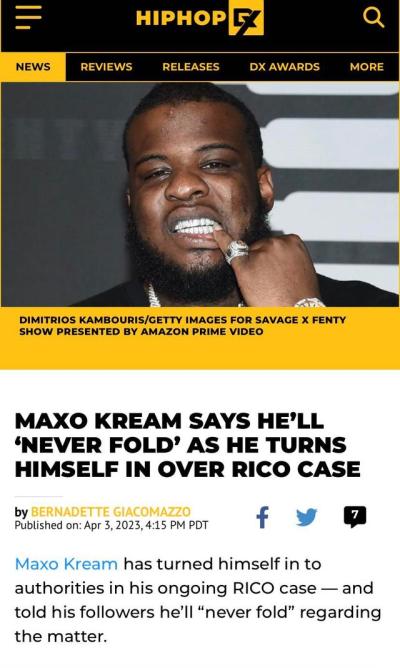 HIPHOP DX
NEWS REVIEWS RELEASES DX AWARDS MORE
DIMITRIOS KAMBOURIS/GETTY IMAGES FOR SAVAGE X FENTY
SHOW PRESENTED BY AMAZON PRIME VIDEO
MAXO KREAM SAYS HE’LL
‘NEVER FOLD’ AS HE TURNS
HIMSELF IN OVER RICO CASE
by BERNADETTE GIACOMAZZO
Published on: Apr 3, 2023, 4:15 PM PDT
7
Maxo Kream has turned himself in to
authorities in his ongoing RICO case — and
told his followers he’ll “never fold” regarding
the matter.